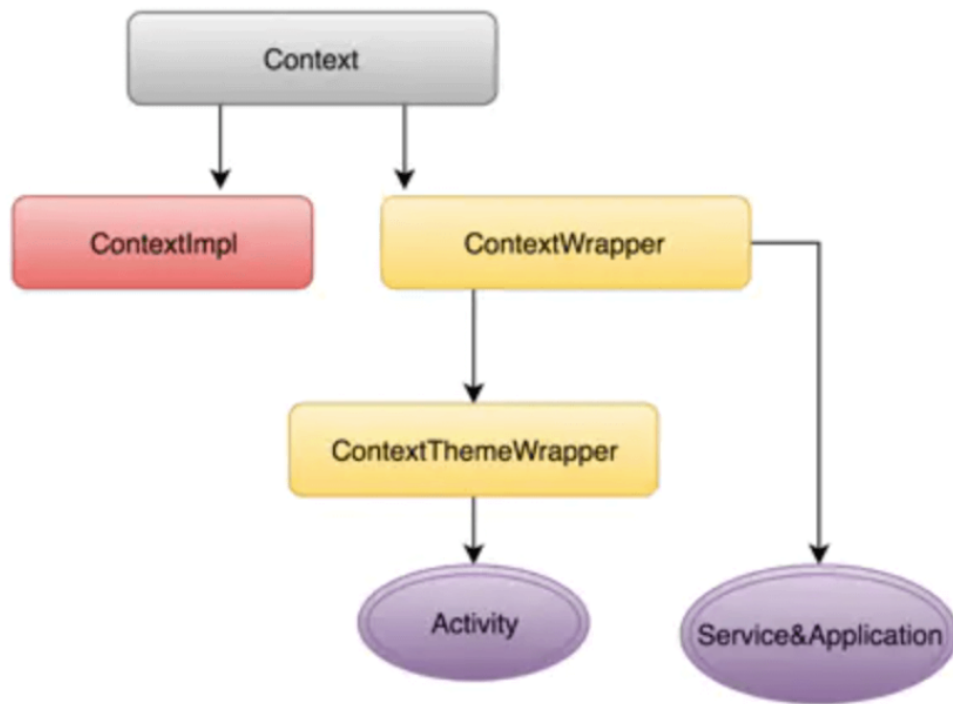 Context
ContextImpl
ContextWrapper
ContextThemeWrapper
Activity
Service&Application